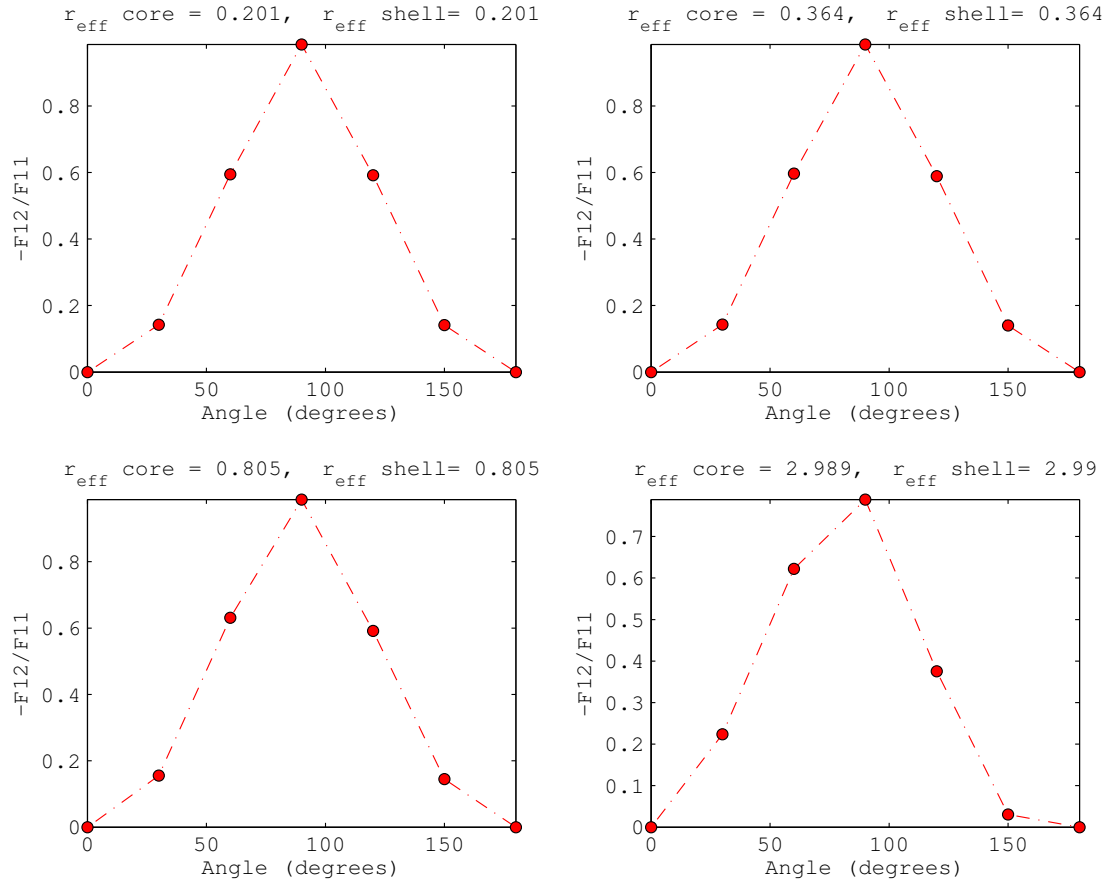 r_eff core = 0.201, r_eff shell= 0.201
0.8
0.6
0.4
0.2
0
-F12/F11
0 50 100 150
Angle (degrees)
r_eff core = 0.364, r_eff shell= 0.364
0.8
0.6
0.4
0.2
0
-F12/F11
0 50 100 150
Angle (degrees)
r_eff core = 0.805, r_eff shell= 0.805
0.8
0.6
0.4
0.2
0
-F12/F11
0 50 100 150
Angle (degrees)
r_eff core = 2.989, r_eff shell= 2.99
0.7
0.6
0.5
0.4
0.3
0.2
0.1
0
-F12/F11
0 50 100 150
Angle (degrees)